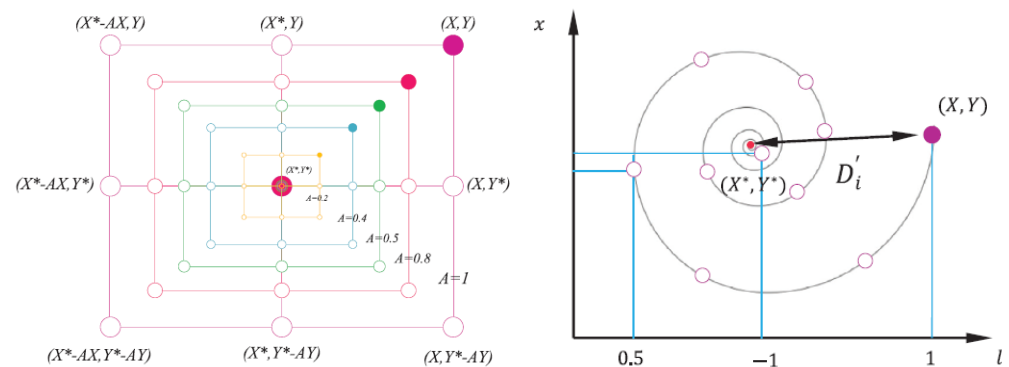 (X*-AX,Y)
(X*,Y)
(X,Y)
(X*,Y*)
A=0.2
(X*-AX,Y*)
(X,Y*)
A=0.4
A=0.5
A=0.8
A=1
(X*-AX,Y*-AY)
(X*,Y*-AY)
(X,Y*-AY)
x
(X,Y)
D'i
(X*,Y*)
0.5
-1
1
l